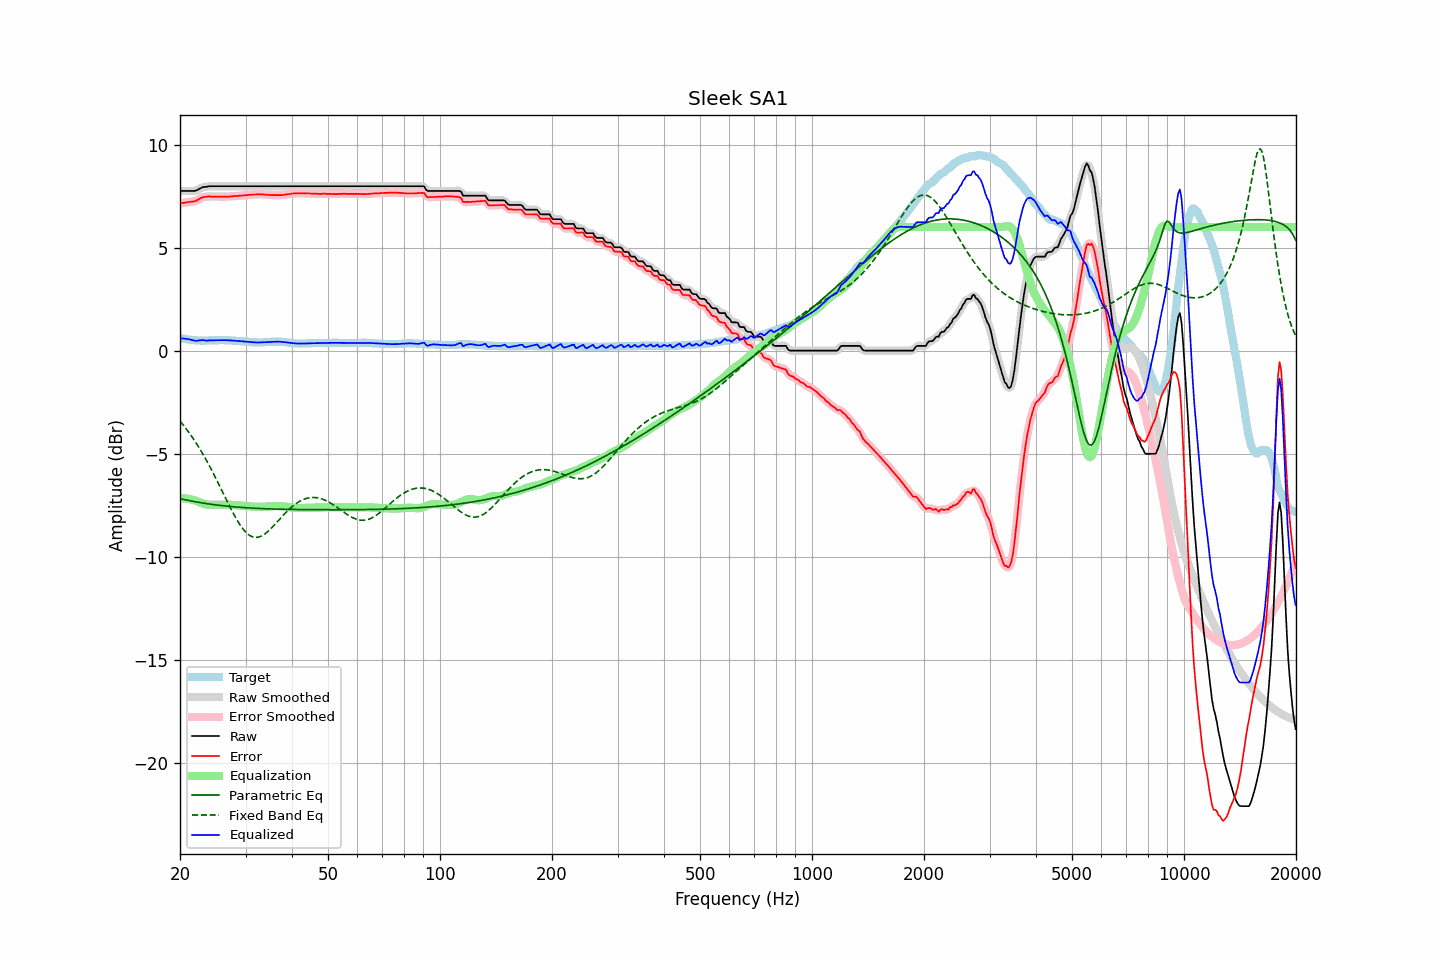 Sleek SA1
10
5
0
−5
−10
−15
−20
Amplitude (dBr)
20
50
100
200
500
1000
2000
5000
10000
20000
Frequency (Hz)
Target
Raw Smoothed
Error Smoothed
Raw
Error
Equalization
Parametric Eq
Fixed Band Eq
Equalized